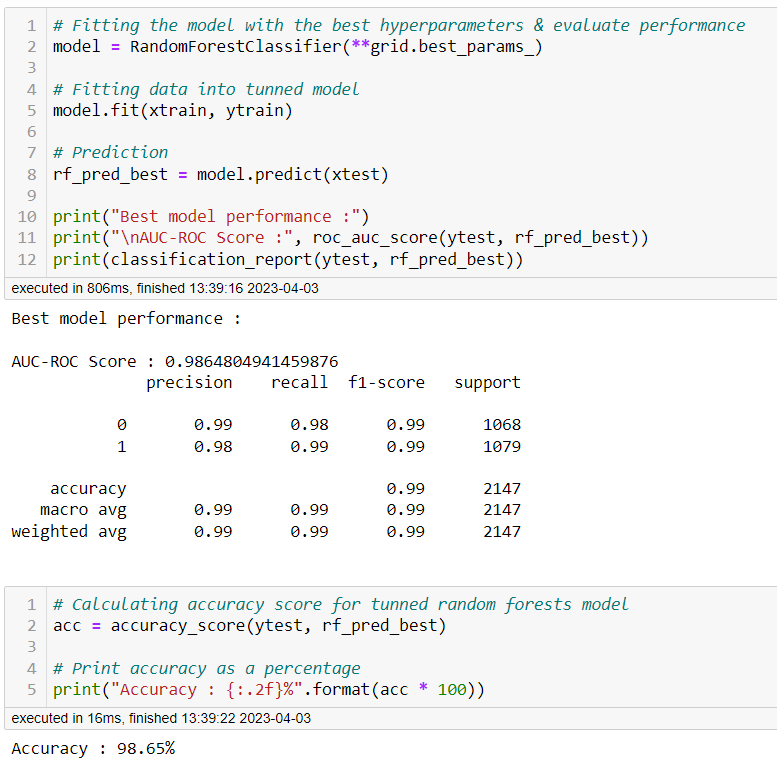 1 # Fitting the model with the best hyperparameters & evaluate performance
2 model = RandomForestClassifier(**grid.best_params_)
3
4 # Fitting data into tunned model
5 model.fit(xtrain, ytrain)
6
7 # Prediction
8 rf_pred_best = model.predict(xtest)
9
10 print("Best model performance :")
11 print("\nAUC-ROC Score :", roc_auc_score(ytest, rf_pred_best))
12 print(classification_report(ytest, rf_pred_best))
executed in 806ms, finished 13:39:16 2023-04-03
Best model performance :
AUC-ROC Score : 0.9864804941459876
precision recall f1-score support
0 0.99 0.98 0.99 1068
1 0.98 0.99 0.99 1079
accuracy 0.99 2147
macro avg 0.99 0.99 0.99 2147
weighted avg 0.99 0.99 0.99 2147
1 # Calculating accuracy score for tunned random forests model
2 acc = accuracy_score(ytest, rf_pred_best)
3
4 # Print accuracy as a percentage
5 print("Accuracy : {:.2f}%".format(acc * 100))
executed in 16ms, finished 13:39:22 2023-04-03
Accuracy : 98.65%